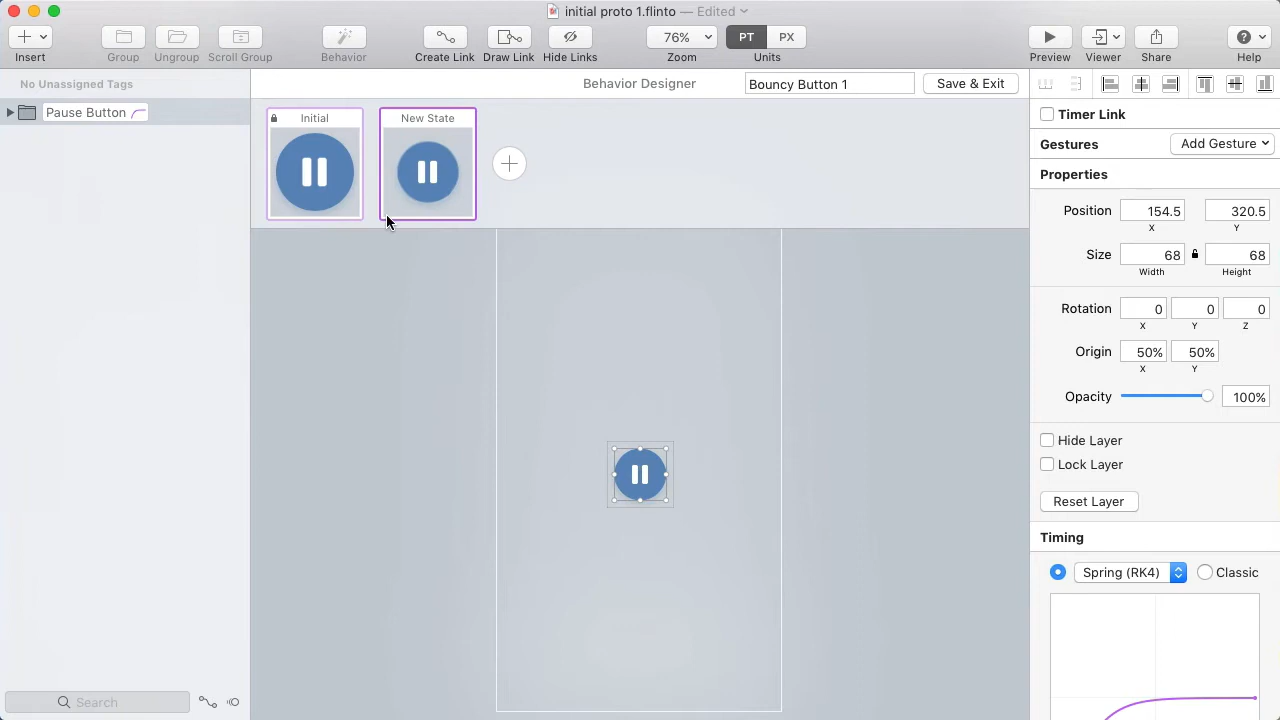 initial proto 1.flinto — Edited
Insert
Group
Ungroup
Scroll Group
Behavior
Create Link
Draw Link
Hide Links
76%
Zoom
PT
PX
Units
Preview
Viewer
Share
?
Help
No Unassigned Tags
Behavior Designer
Bouncy Button 1
Save & Exit
Pause Button
Initial
New State
Timer Link
Gestures
Add Gesture
Properties
Position
154.5
320.5
X
Y
Size
68
68
Width
Height
Rotation
0
0
0
X
Y
Z
Origin
50%
50%
X
Y
Opacity
100%
Hide Layer
Lock Layer
Reset Layer
Timing
Spring (RK4)
Classic
Search